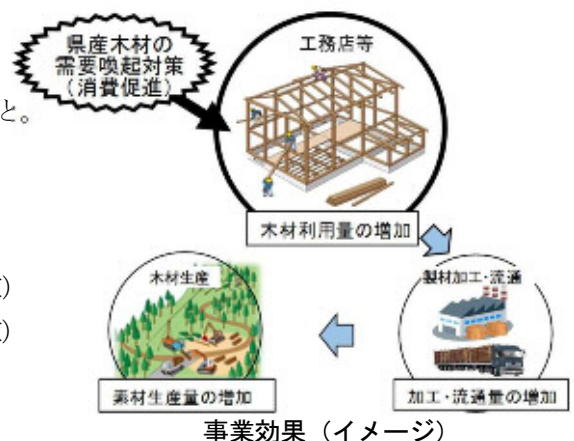 県産木材の
需要喚起対策
（消費促進）
と。
工務店等
木材利用量の増加
製材加工・流通
加工・流通量の増加
木材生産
素材生産量の増加
事業効果（イメージ）